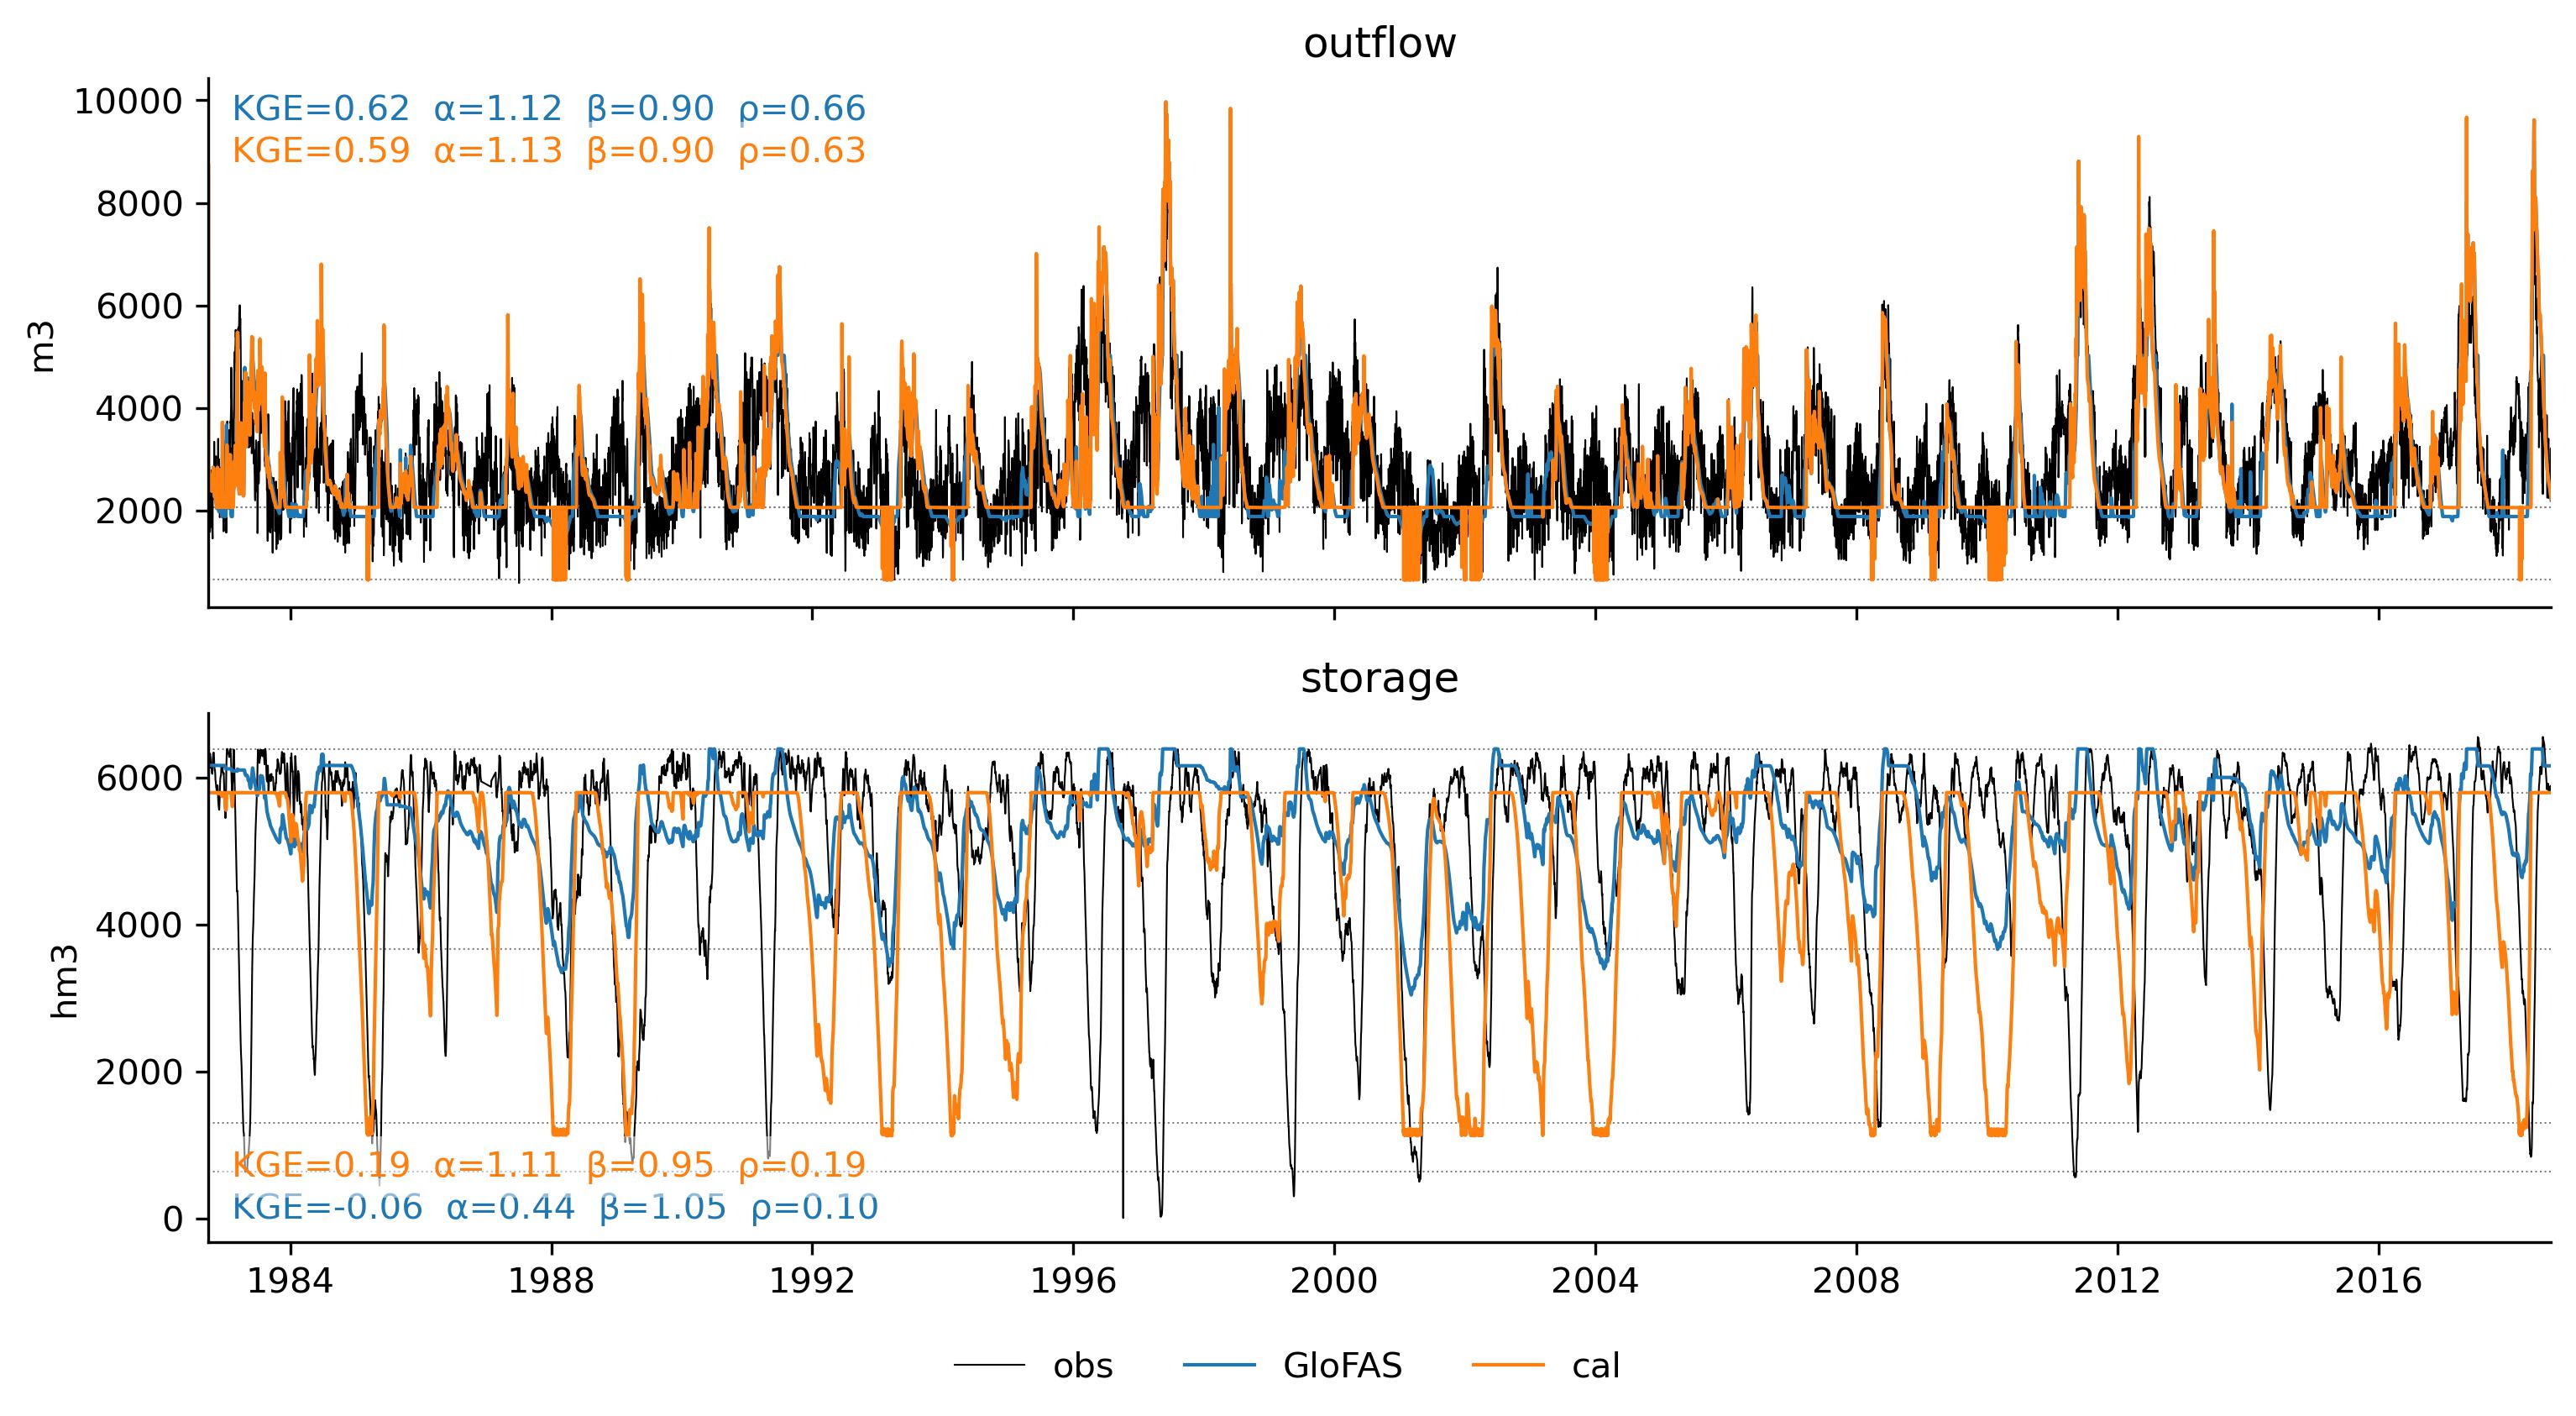 outflow
10000
8000
6000
4000
2000
m3
KGE=0.62 α=1.12 β=0.90 ρ=0.66
KGE=0.59 α=1.13 β=0.90 ρ=0.63
storage
6000
4000
2000
0
hm3
KGE=0.19 α=1.11 β=0.95 ρ=0.19
KGE=-0.06 α=0.44 β=1.05 ρ=0.10
1984 1988 1992 1996 2000 2004 2008 2012 2016
obs GloFAS cal